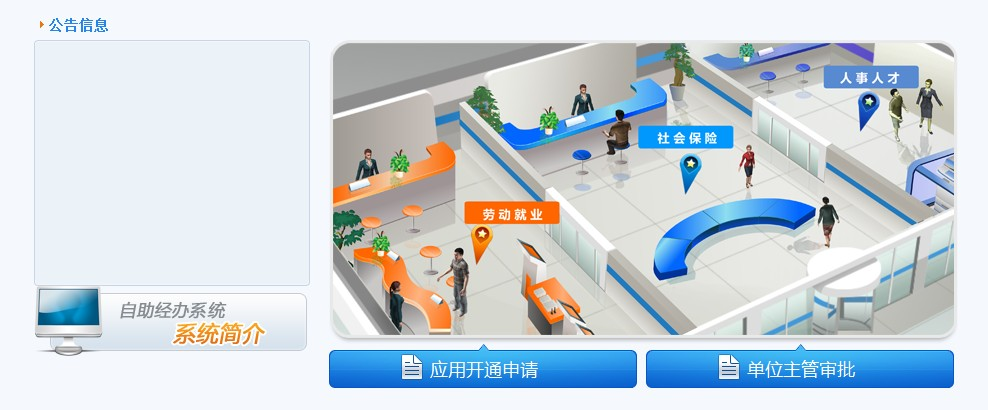 公告信息
人事人才
社会保险
劳动就业
自助经办系统
系统简介
应用开通申请
单位主管审批